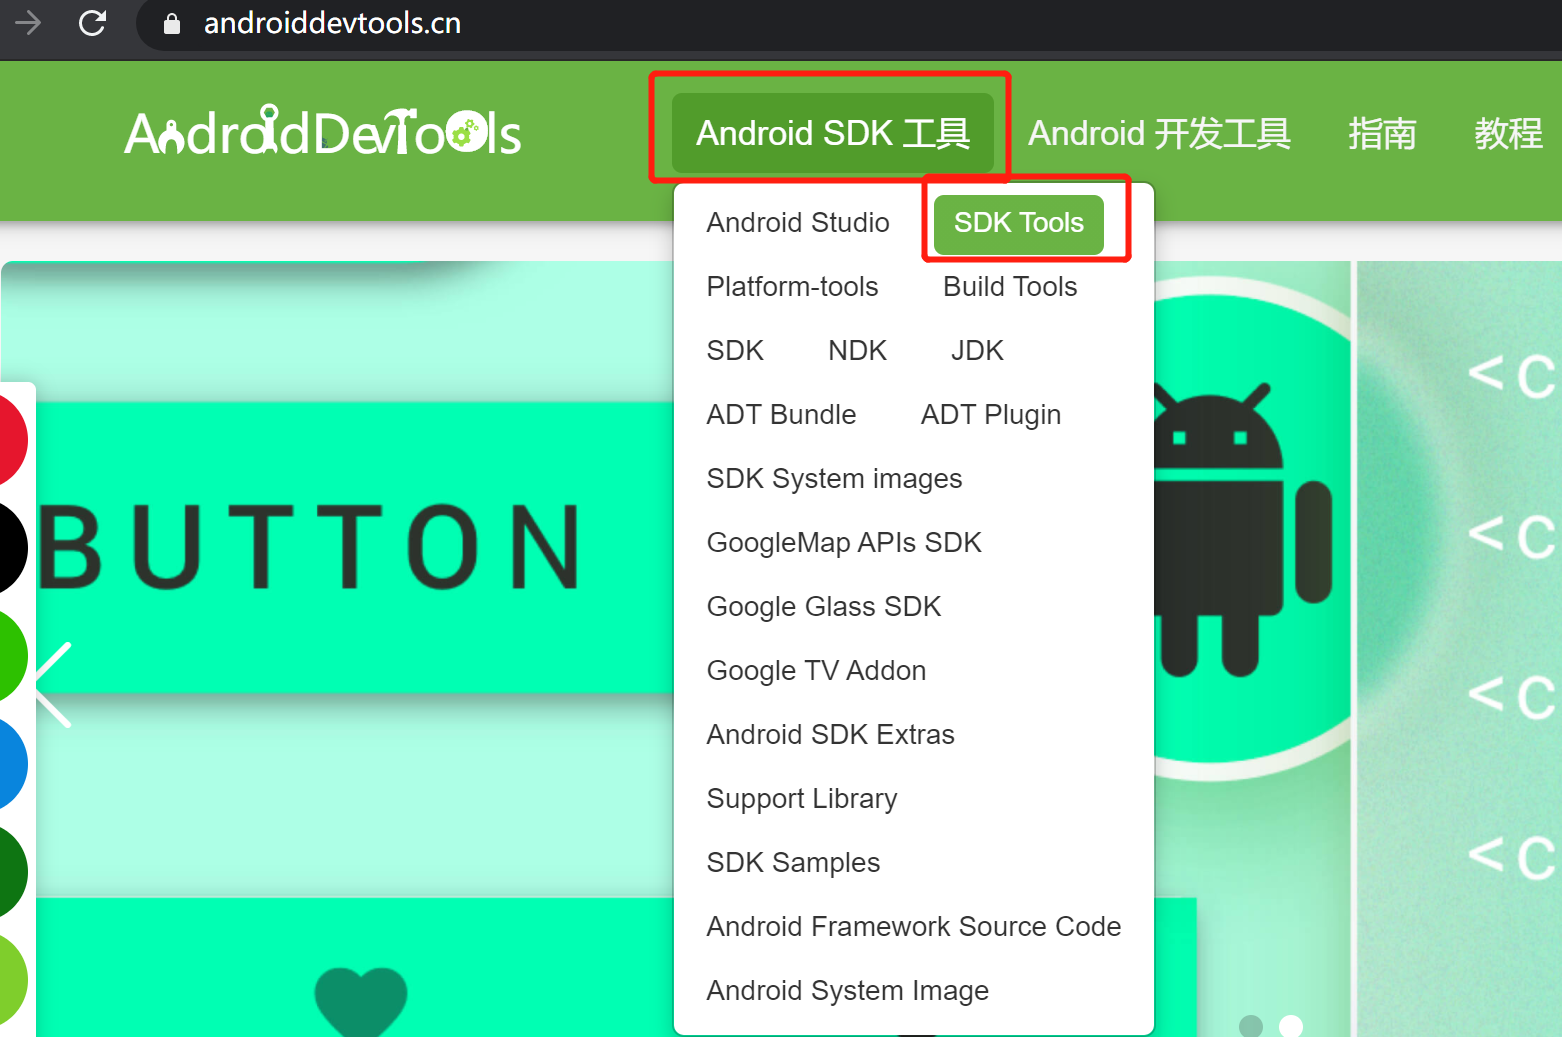 androiddevtools.cn
AndroidDevTools
Android SDK 工具 Android 开发工具 指南 教程
Android Studio SDK Tools
Platform-tools Build Tools
SDK NDK JDK
ADT Bundle ADT Plugin
SDK System images
GoogleMap APIs SDK
Google Glass SDK
Google TV Addon
Android SDK Extras
Support Library
SDK Samples
Android Framework Source Code
Android System Image
BUTTON
<C
<C
<C
<C